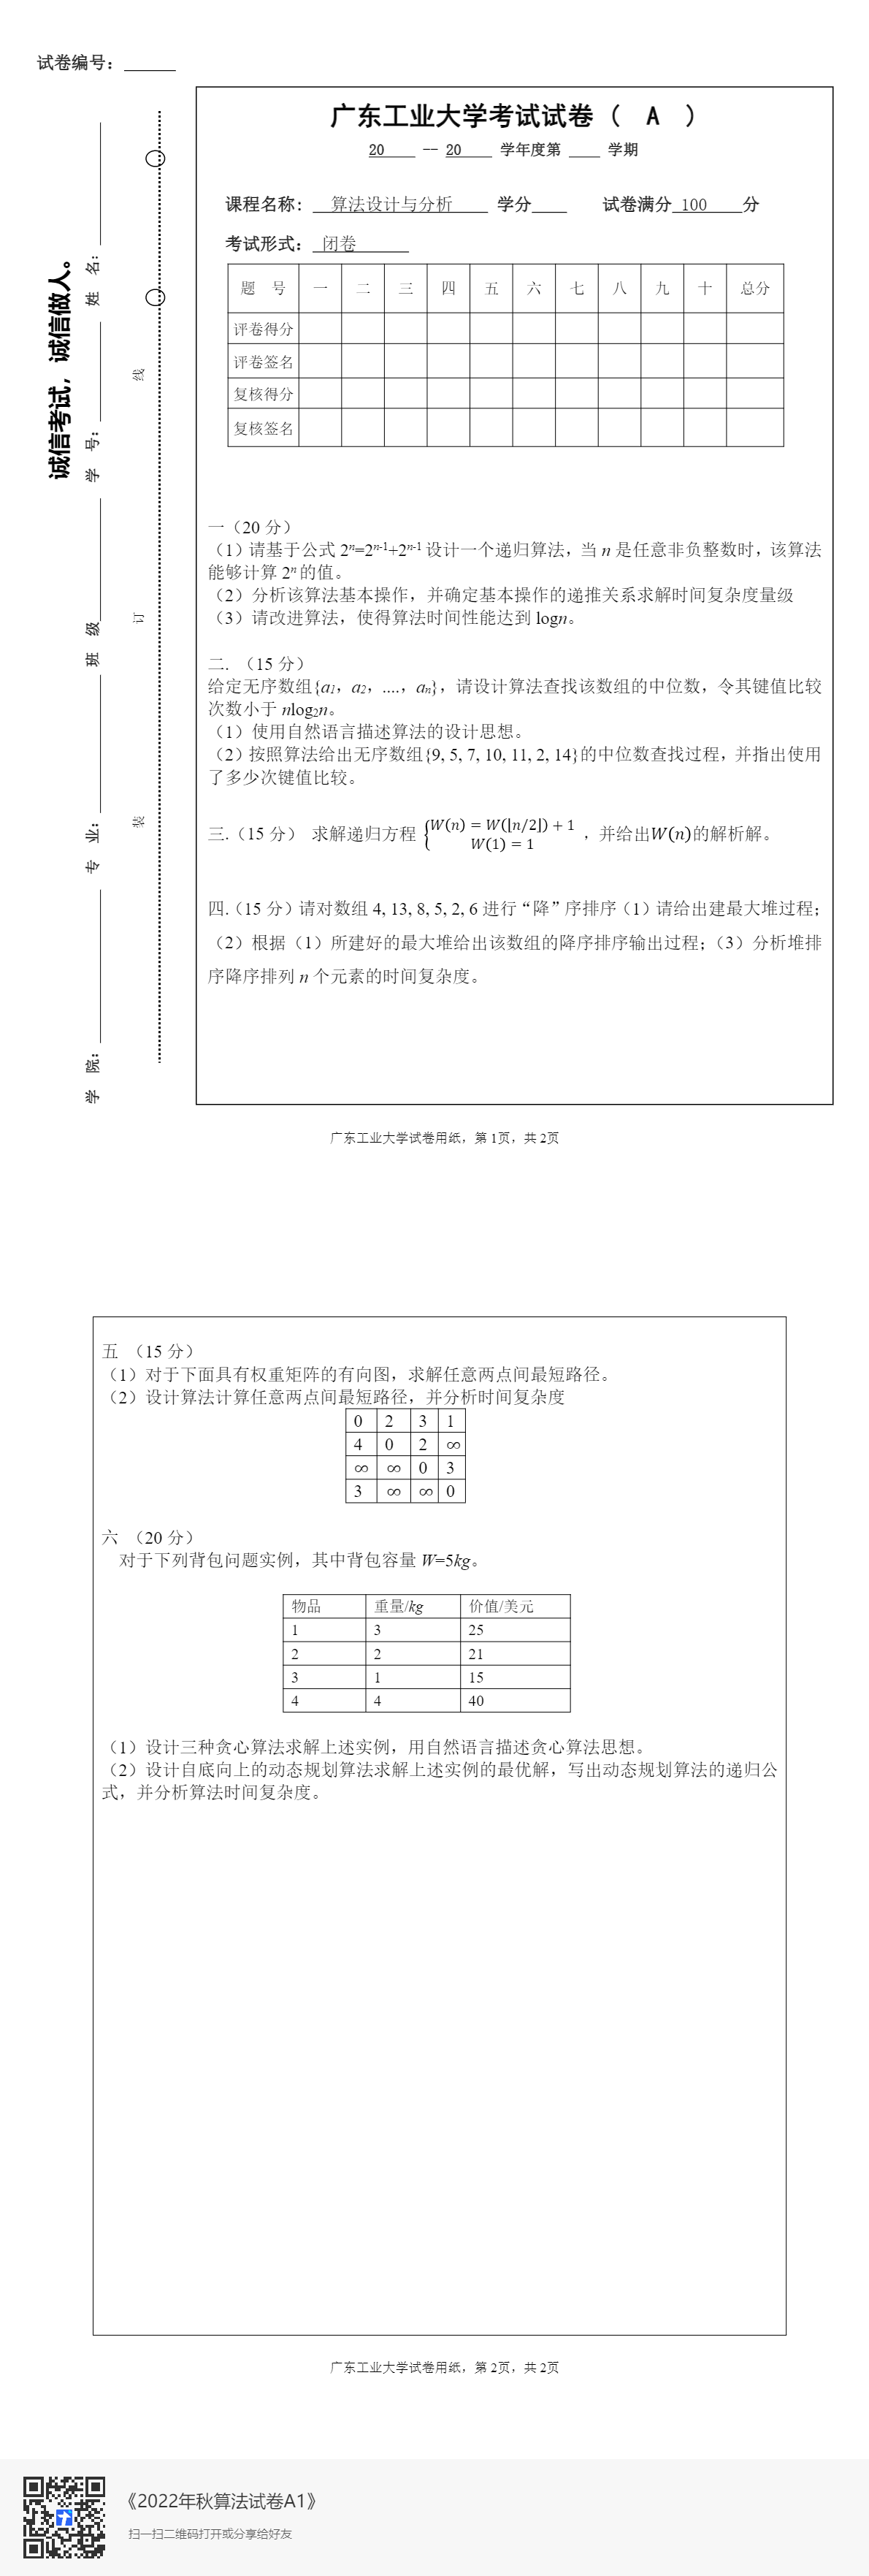 试卷编号：
广东工业大学考试试卷 ( A )
20 -- 20 学年度第 学期
课程名称: 算法设计与分析 学分 试卷满分 100 分
考试形式: 闭卷
题 号 一 二 三 四 五 六 七 八 九 十 总分
评卷得分
评卷签名
复核得分
复核签名
诚信考试，诚信做人。
姓 名:
学 号:
班 级
专 业:
学 院:
线
订
装
一（20 分）
（1）请基于公式 2ⁿ=2ⁿ⁻¹+2ⁿ⁻¹ 设计一个递归算法，当 n 是任意非负整数时，该算法
能够计算 2ⁿ 的值。
（2）分析该算法基本操作，并确定基本操作的递推关系求解时间复杂度量级
（3）请改进算法，使得算法时间性能达到 logn。
二. （15 分）
给定无序数组{a₁，a₂，....，aₙ}，请设计算法查找该数组的中位数，令其键值比较
次数小于 nlog₂n。
（1）使用自然语言描述算法的设计思想。
（2）按照算法给出无序数组{9, 5, 7, 10, 11, 2, 14}的中位数查找过程，并指出使用
了多少次键值比较。
三.（15 分） 求解递归方程 {W(n) = W(⌊n/2⌋) + 1 ，并给出W(n)的解析解。
W(1) = 1
四.（15 分）请对数组 4, 13, 8, 5, 2, 6 进行“降”序排序（1）请给出建最大堆过程；
（2）根据（1）所建好的最大堆给出该数组的降序排序输出过程；（3）分析堆排
序降序排列 n 个元素的时间复杂度。
广东工业大学试卷用纸，第 1页，共 2页
五 （15 分）
（1）对于下面具有权重矩阵的有向图，求解任意两点间最短路径。
（2）设计算法计算任意两点间最短路径，并分析时间复杂度
0 2 3 1
4 0 2 ∞
∞ ∞ 0 3
3 ∞ ∞ 0
六 （20 分）
对于下列背包问题实例，其中背包容量 W=5kg。
物品 重量/kg 价值/美元
1 3 25
2 2 21
3 1 15
4 4 40
（1）设计三种贪心算法求解上述实例，用自然语言描述贪心算法思想。
（2）设计自底向上的动态规划算法求解上述实例的最优解，写出动态规划算法的递归公
式，并分析算法时间复杂度。
广东工业大学试卷用纸，第 2页，共 2页
《2022年秋算法试卷A1》
扫一扫二维码打开或分享给好友